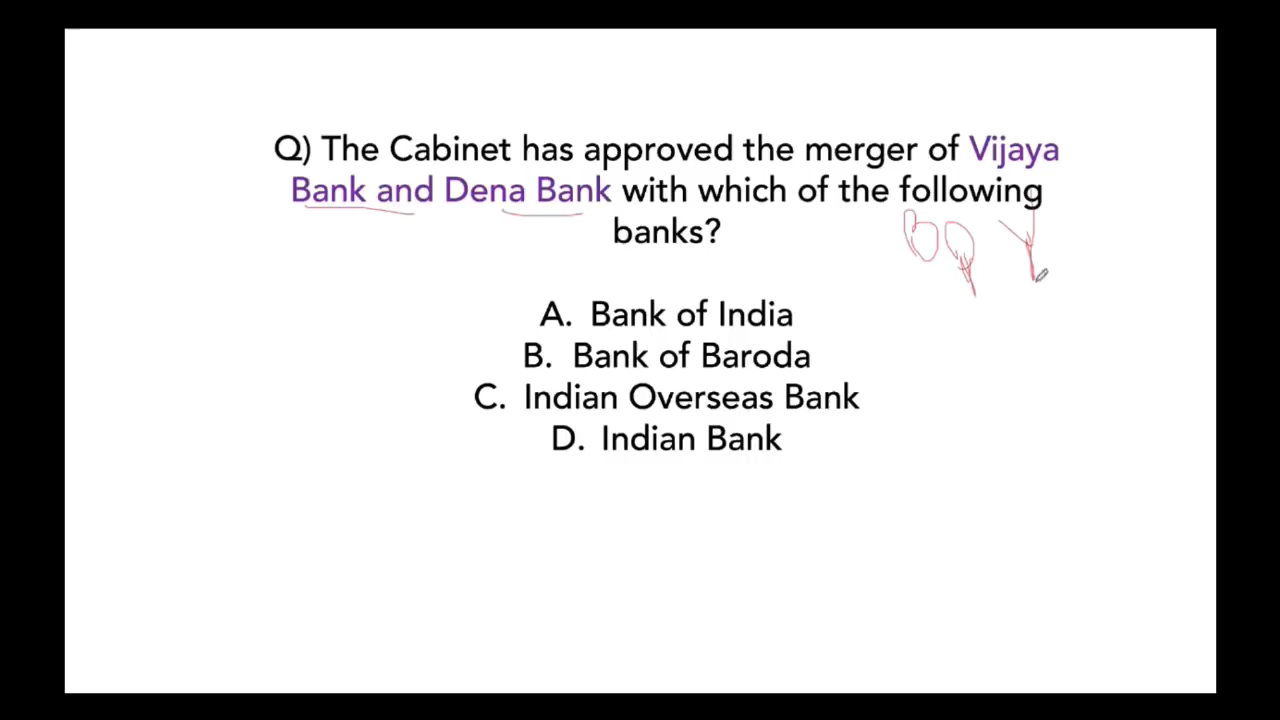 Q) The Cabinet has approved the merger of Vijaya
Bank and Dena Bank with which of the following
banks?
A. Bank of India
B. Bank of Baroda
C. Indian Overseas Bank
D. Indian Bank